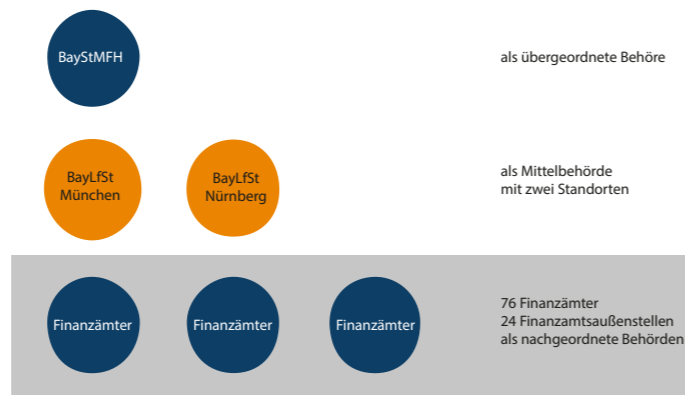 BayStMFH
als übergeordnete Behöre
BayLfSt
München
BayLfSt
Nürnberg
als Mittelbehörde
mit zwei Standorten
Finanzämter
Finanzämter
Finanzämter
76 Finanzämter
24 Finanzamtsaußenstellen
als nachgeordnete Behörden